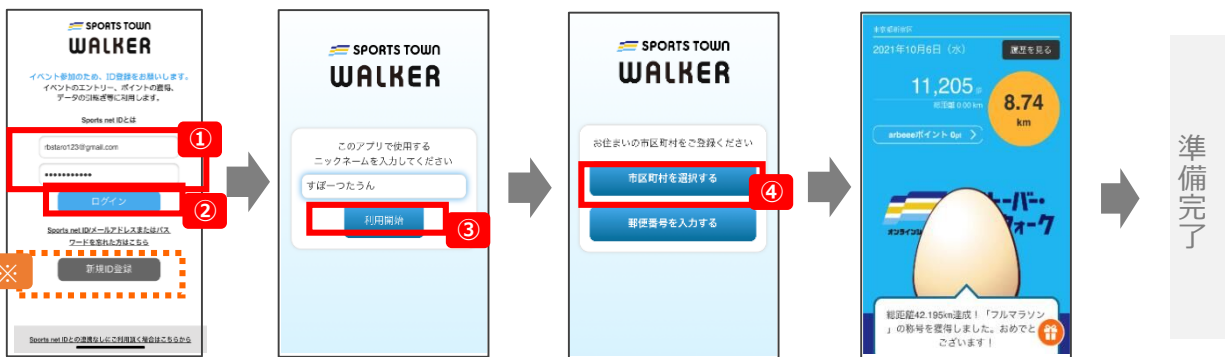 SPORTS TOWN
WALKER
イベント参加のため、ID登録をお願いします。
イベントのエントリー、ポイントの獲得、
データの引継ぎ等に利用します。
Sports net IDとは
①
rbstaro123@gmail.com
•••••••••••
ログイン
②
Sports net ID/メールアドレスまたはパス
ワードを忘れた方はこちら
※
新規ID登録
Sports net IDとの連携なしにご利用頂く場合はこちらから
SPORTS TOWN
WALKER
このアプリで使用する
ニックネームを入力してください
すぽーつたうん
利用開始
③
SPORTS TOWN
WALKER
お住まいの市区町村をご登録ください
市区町村を選択する
④
郵便番号を入力する
2021年10月6日（水）
履歴を見る
11,205
総距離 0.00 km
8.74
km
arbeeeポイント 0pt
総距離42.195km達成！「フルマラソン
」の称号を獲得しました。おめでと
ございます！
準備完了